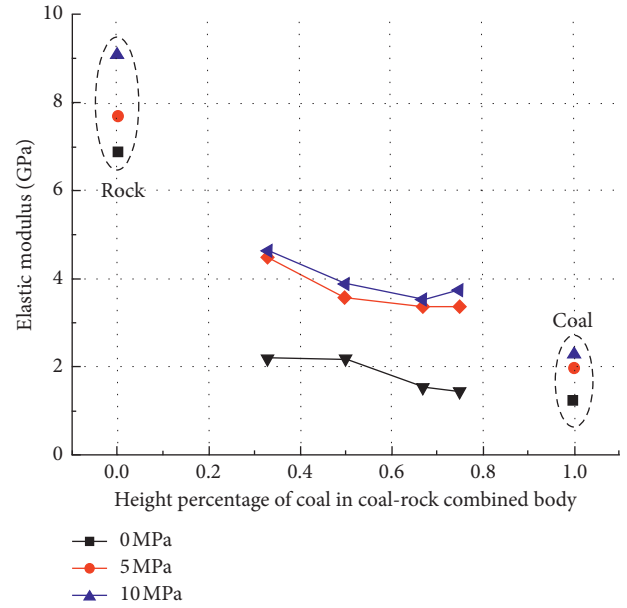 10
8
6
4
2
0
Elastic modulus (GPa)
Rock
Coal
0.0 0.2 0.4 0.6 0.8 1.0
Height percentage of coal in coal-rock combined body
0 MPa
5 MPa
10 MPa